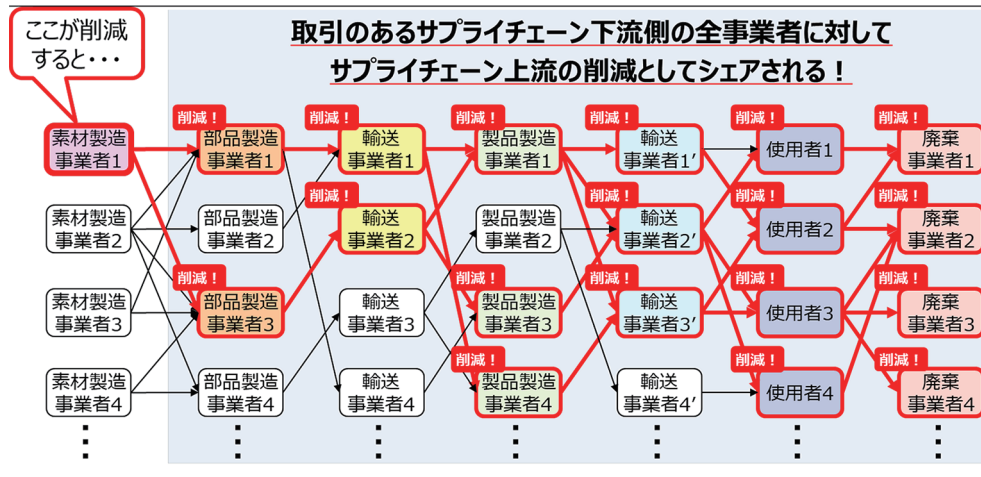 ここが削減
すると・・・
取引のあるサプライチェーン下流側の全事業者に対して
サプライチェーン上流の削減としてシェアされる！
素材製造
事業者1
削減！
部品製造
事業者1
削減！
輸送
事業者1
削減！
製品製造
事業者1
削減！
輸送
事業者1’
削減！
使用者1
削減！
廃棄
事業者1
素材製造
事業者2
部品製造
事業者2
削減！
輸送
事業者2
製品製造
事業者2
削減！
輸送
事業者2’
削減！
使用者2
削減！
廃棄
事業者2
素材製造
事業者3
削減！
部品製造
事業者3
輸送
事業者3
削減！
製品製造
事業者3
削減！
輸送
事業者3’
削減！
使用者3
削減！
廃棄
事業者3
素材製造
事業者4
部品製造
事業者4
輸送
事業者4
削減！
製品製造
事業者4
輸送
事業者4’
削減！
使用者4
削減！
廃棄
事業者4